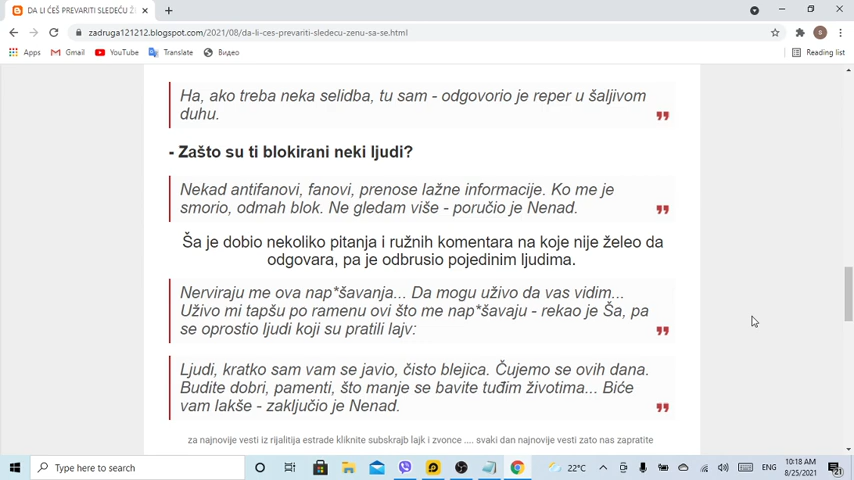 DA LI ĆEŠ PREVARITI SLEDEĆU Ž
zadruga121212.blogspot.com/2021/08/da-li-ces-prevariti-sledecu-zenu-sa-se.html
S
Apps Gmail YouTube Translate Видео Reading list
Ha, ako treba neka selidba, tu sam - odgovorio je reper u šaljivom
duhu.
- Zašto su ti blokirani neki ljudi?
Nekad antifanovi, fanovi, prenose lažne informacije. Ko me je
smorio, odmah blok. Ne gledam više - poručio je Nenad.
Ša je dobio nekoliko pitanja i ružnih komentara na koje nije želeo da
odgovara, pa je odbrusio pojedinim ljudima.
Nerviraju me ova nap*šavanja... Da mogu uživo da vas vidim...
Uživo mi tapšu po ramenu ovi što me nap*šavaju - rekao je Ša, pa
se oprostio ljudi koji su pratili lajv:
Ljudi, kratko sam vam se javio, čisto blejica. Čujemo se ovih dana.
Budite dobri, pamenti, što manje se bavite tuđim životima... Biće
vam lakše - zaključio je Nenad.
za najnovije vesti iz rijalitija estrade kliknite subskrajb lajk i zvonce .... svaki dan najnovije vesti zato nas zapratite
Type here to search
22°C
ENG
10:18 AM
8/25/2021
21